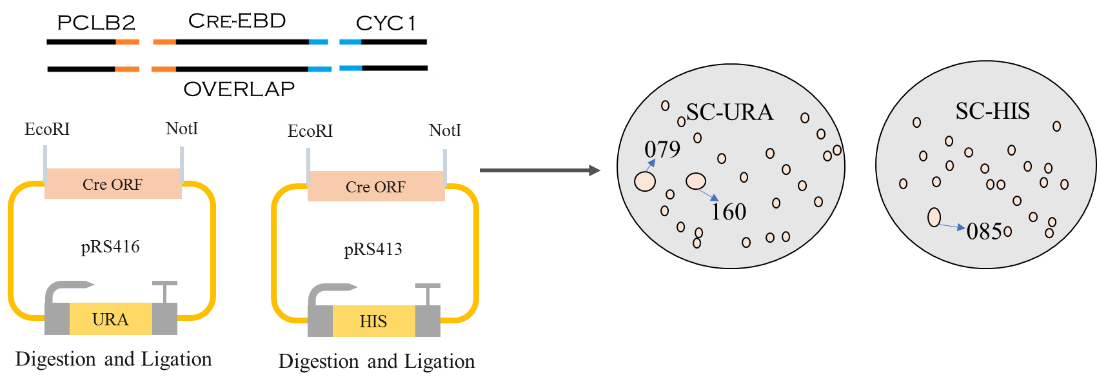 PCLB2
CRE-EBD
CYC1
OVERLAP
EcoRI
NotI
Cre ORF
pRS416
URA
Digestion and Ligation
EcoRI
NotI
Cre ORF
pRS413
HIS
Digestion and Ligation
SC-URA
079
160
SC-HIS
085